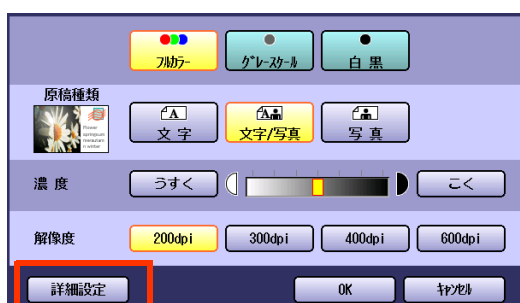 ﾌﾙｶﾗｰ ｸﾞﾚｰｽｹｰﾙ 白 黒
原稿種類
文 字 文字/写真 写 真
濃 度 うすく こく
解像度 200dpi 300dpi 400dpi 600dpi
詳細設定 OK ｷｬﾝｾﾙ